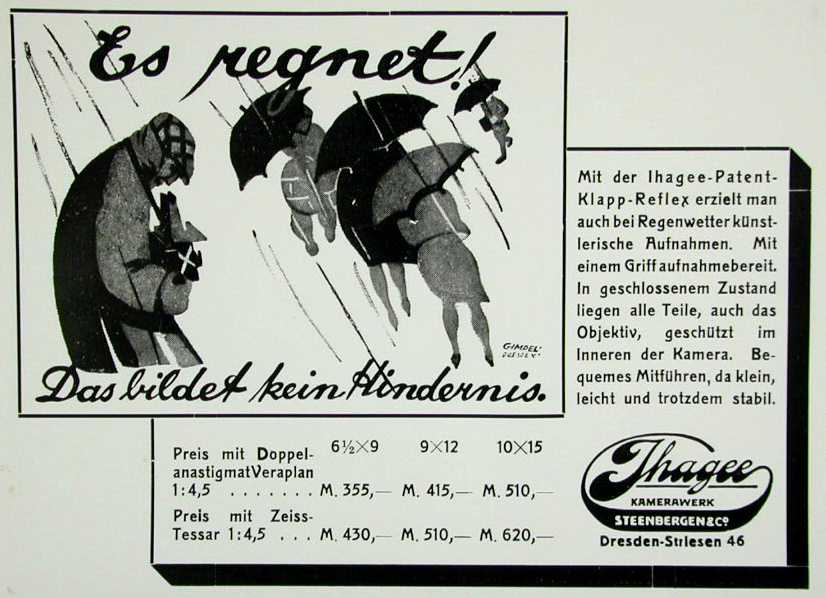 Es regnet!
GIMDEL:
Das bildet kein Hindernis.
Mit der Ihagee-Patent-
Klapp-Reflex erzielt man
auch bei Regenwetter künst-
lerische Aufnahmen. Mit
einem Griff aufnahmebereit.
In geschlossenem Zustand
liegen alle Teile, auch das
Objektiv, geschützt im
Inneren der Kamera. Be-
quemes Mitführen, da klein,
leicht und trotzdem stabil.
6½×9 9×12 10×15
Preis mit Doppel-
anastigmat Veraplan
1:4,5 . . . . . . . M. 355,— M. 415,— M. 510,—
Preis mit Zeiss-
Tessar 1:4,5 . . . M. 430,— M. 510,— M. 620,—
Ihagee
KAMERAWERK
STEENBERGEN & Co
Dresden-Striesen 46